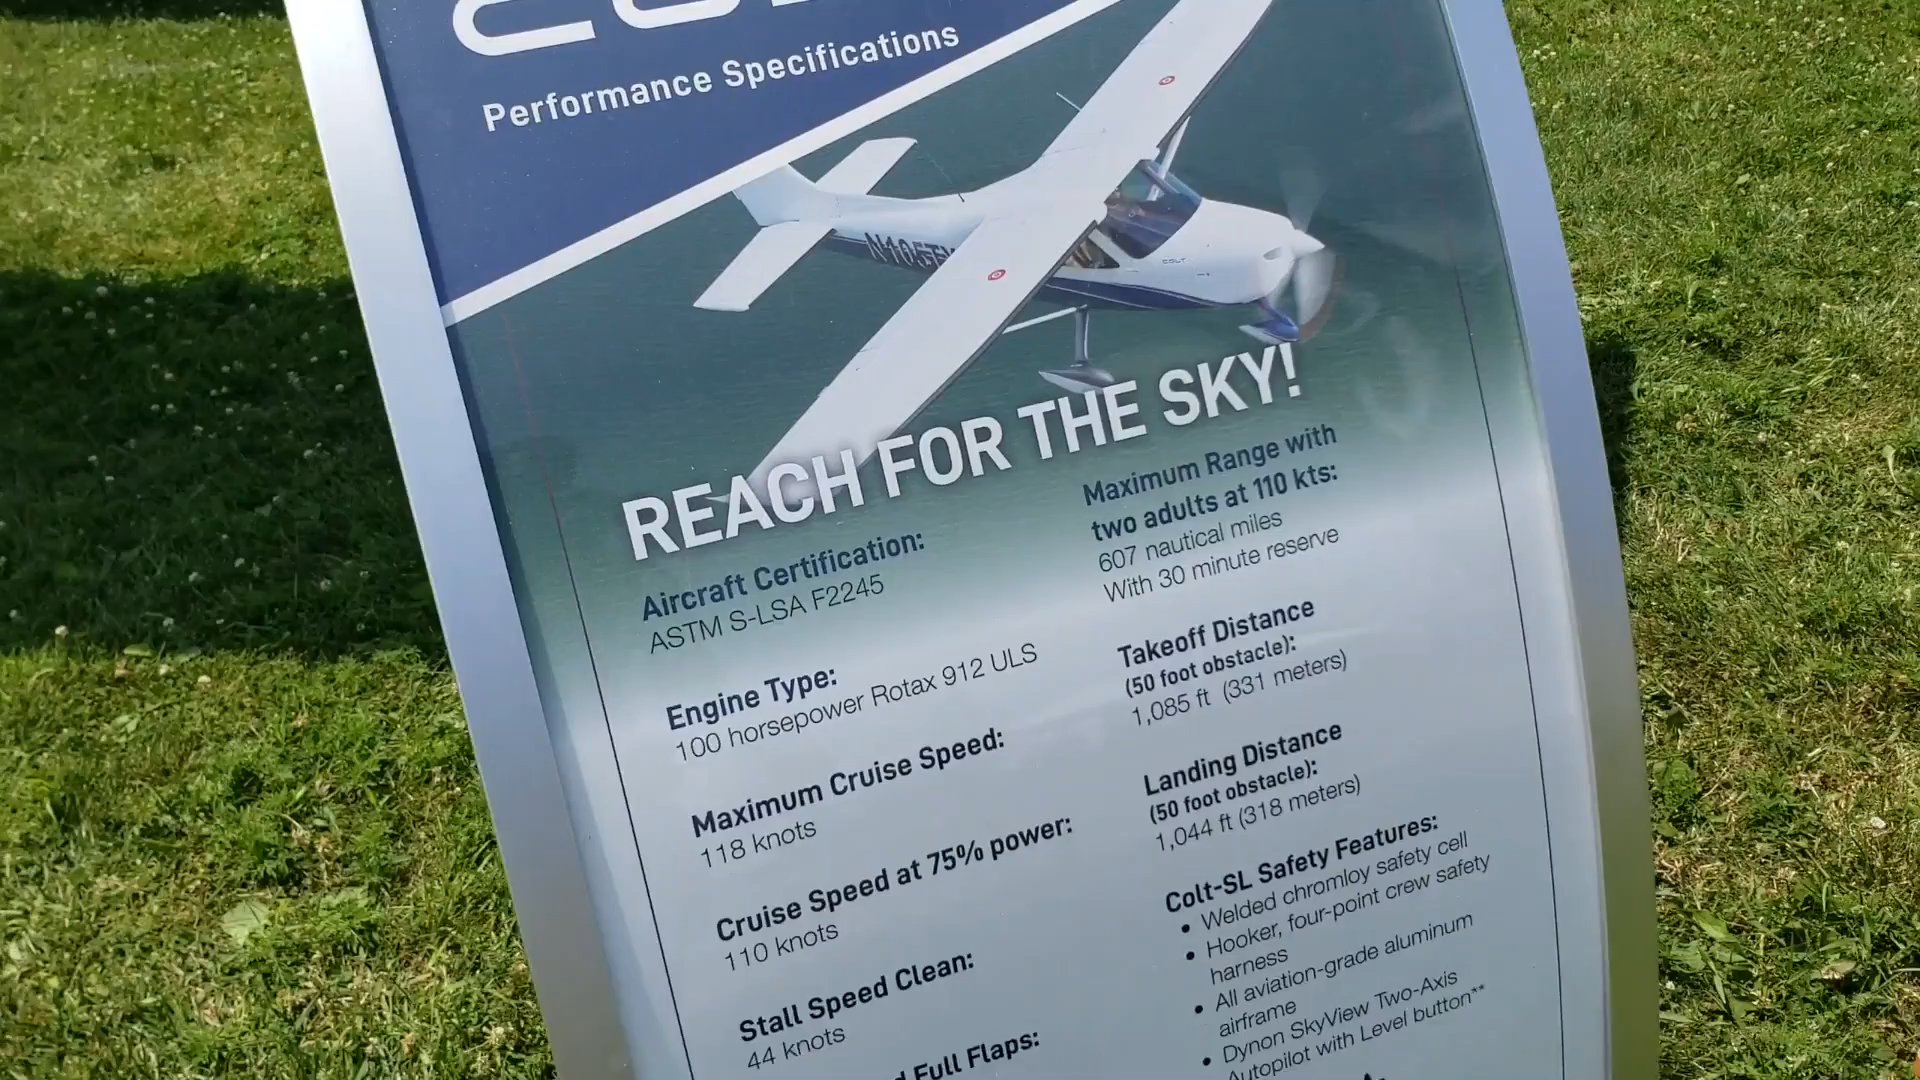 Performance Specifications
COLT
REACH FOR THE SKY!
Aircraft Certification:
ASTM S-LSA F2245
Engine Type:
100 horsepower Rotax 912 ULS
Maximum Cruise Speed:
118 knots
Cruise Speed at 75% power:
110 knots
Stall Speed Clean:
44 knots
Full Flaps:
Maximum Range with
two adults at 110 kts:
607 nautical miles
With 30 minute reserve
Takeoff Distance
(50 foot obstacle):
1,085 ft (331 meters)
Landing Distance
(50 foot obstacle):
1,044 ft (318 meters)
Colt-SL Safety Features:
• Welded chromloy safety cell
• Hooker, four-point crew safety
harness
• All aviation-grade aluminum
airframe
• Dynon SkyView Two-Axis
Autopilot with Level button**